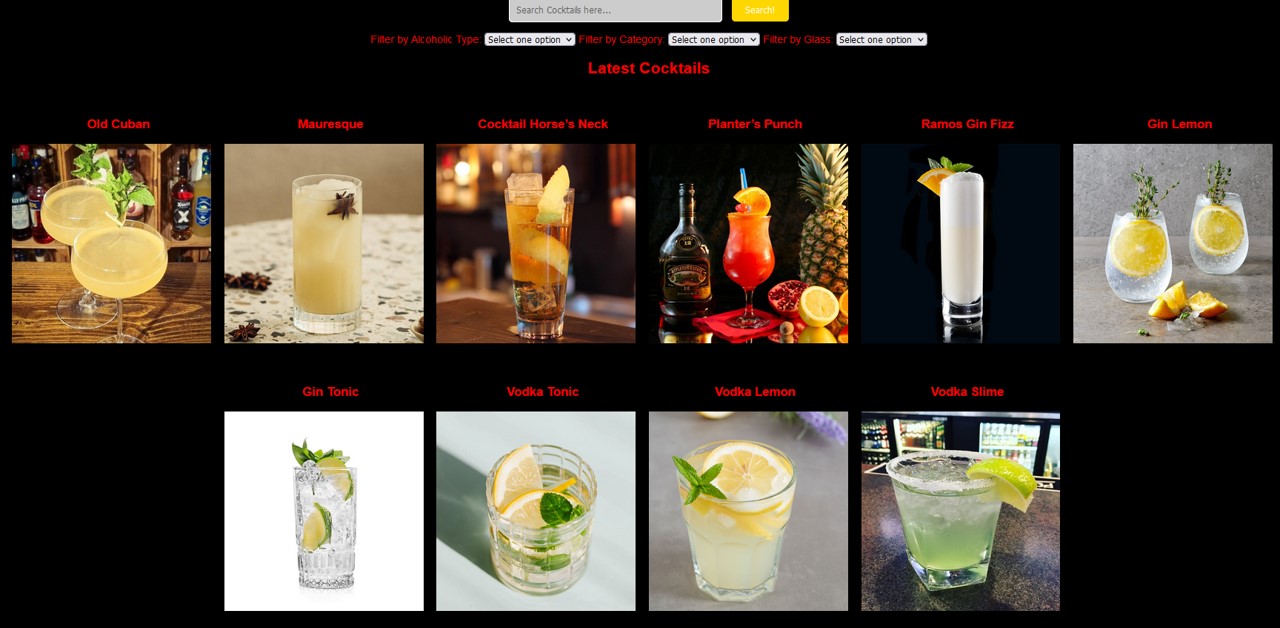 Search Cocktails here...
Search!
Filter by Alcoholic Type: Select one option Filter by Category: Select one option Filter by Glass: Select one option
Latest Cocktails
Old Cuban
Mauresque
Cocktail Horse's Neck
Planter's Punch
Ramos Gin Fizz
Gin Lemon
Gin Tonic
Vodka Tonic
Vodka Lemon
Vodka Slime